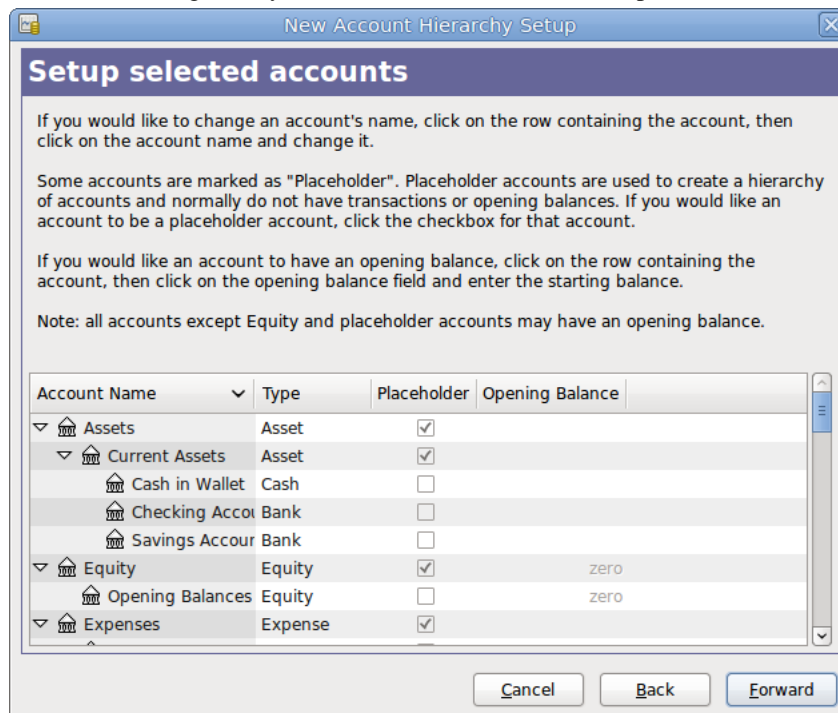 New Account Hierarchy Setup
Setup selected accounts
If you would like to change an account's name, click on the row containing the account, then
click on the account name and change it.
Some accounts are marked as "Placeholder". Placeholder accounts are used to create a hierarchy
of accounts and normally do not have transactions or opening balances. If you would like an
account to be a placeholder account, click the checkbox for that account.
If you would like an account to have an opening balance, click on the row containing the
account, then click on the opening balance field and enter the starting balance.
Note: all accounts except Equity and placeholder accounts may have an opening balance.
Account Name Type Placeholder Opening Balance
Assets Asset
Current Assets Asset
Cash in Wallet Cash
Checking Accou Bank
Savings Accour Bank
Equity Equity zero
Opening Balances Equity zero
Expenses Expense
Cancel Back Forward